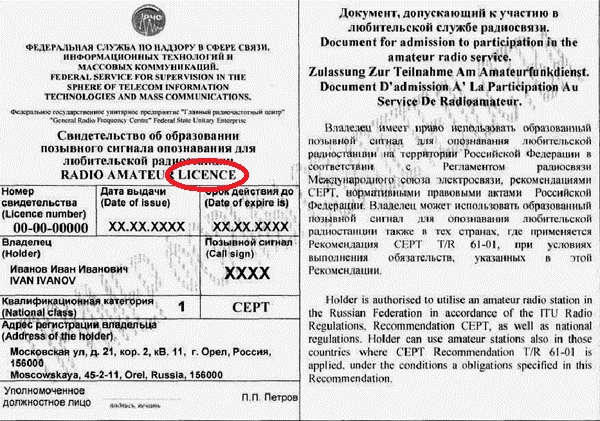 РЧС
ФЕДЕРАЛЬНАЯ СЛУЖБА ПО НАДЗОРУ В СФЕРЕ СВЯЗИ,
ИНФОРМАЦИОННЫХ ТЕХНОЛОГИЙ И
МАССОВЫХ КОММУНИКАЦИЙ.
FEDERAL SERVICE FOR SUPERVISION IN THE
SPHERE OF TELECOM INFORMATION
TECHNOLOGIES AND MASS COMMUNICATIONS.
Федеральное государственное унитарное предприятие "Главный радиочастотный центр"
"General Radio Frequency Centre" Federal State Unitary Enterprise
Свидетельство об образовании
позывного сигнала опознавания для
любительской радиостанции
RADIO AMATEUR LICENCE
Номер свидетельства (Licence number)
00-00-00000
Дата выдачи (Date of issue)
XX.XX.XXXX
Срок действия до (Date of expire is)
XX.XX.XXXX
Владелец
(Holder)
Иванов Иван Иванович
IVAN IVANOV
Позывной сигнал
(Call sign)
XXXX
Квалификационная категория
(National class)
1
CEPT
Адрес регистрации владельца
(Address of the holder)
Московская ул, д. 21, кор. 2, кВ. 11, г. Орел, Россия,
156000
Moscowskaya, 45-2-11, Orel, Russia, 156000
Уполномоченное
должностное лицо
подпись, печать
П.П. Петров
Документ, допускающий к участию в
любительской службе радиосвязи.
Document for admission to participation in the
amateur radio service.
Zulassung Zur Teilnahme Am Amateurfunkdienst.
Document D'admission A' La Participation Au
Service De Radioamateur.
Владелец имеет право использовать образованный
позывной сигнал для опознавания любительской
радиостанции на территории Российской Федерации в
соответствии с Регламентом радиосвязи
Международного союза электросвязи, рекомендациями
CEPT, нормативными правовыми актами Российской
Федерации. Владелец может использовать образованный
позывной сигнал для опознавания любительской
радиостанции также в тех странах, где применяется
Рекомендация CEPT T/R 61-01, при условиях
выполнения обязательств, указанных в этой
Рекомендации.
Holder is authorised to utilise an amateur radio station in
the Russian Federation in accordance of the ITU Radio
Regulations, Recommendation CEPT, as well as national
regulations. Holder can use amateur stations also in those
countries where CEPT Recommendation T/R 61-01 is
applied, under the conditions a obligations specified in this
Recommendation.